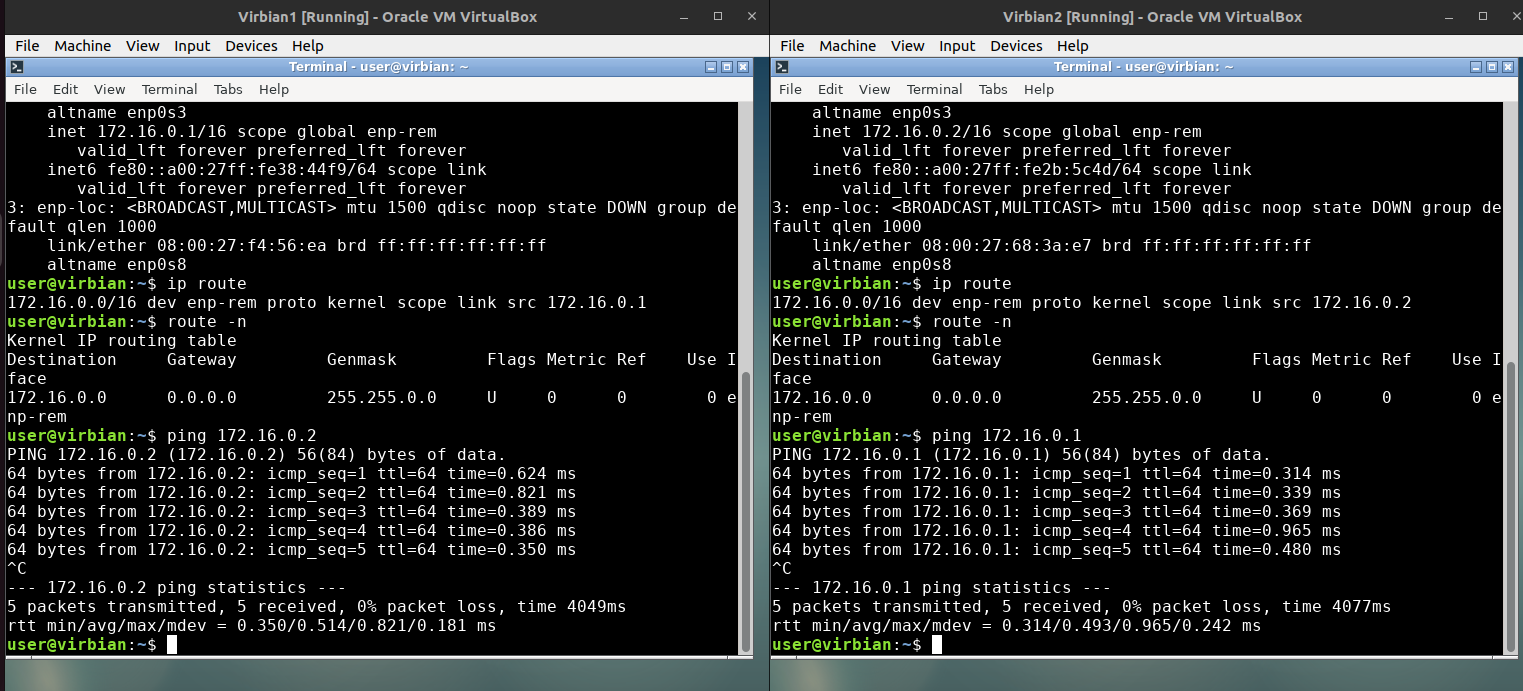 Virbian1 [Running] - Oracle VM VirtualBox
File Machine View Input Devices Help
Terminal - user@virbian: ~
File Edit View Terminal Tabs Help
    altname enp0s3
    inet 172.16.0.1/16 scope global enp-rem
       valid_lft forever preferred_lft forever
    inet6 fe80::a00:27ff:fe38:44f9/64 scope link
       valid_lft forever preferred_lft forever
3: enp-loc: <BROADCAST,MULTICAST> mtu 1500 qdisc noop state DOWN group de
fault qlen 1000
    link/ether 08:00:27:f4:56:ea brd ff:ff:ff:ff:ff:ff
    altname enp0s8
user@virbian:~$ ip route
172.16.0.0/16 dev enp-rem proto kernel scope link src 172.16.0.1
user@virbian:~$ route -n
Kernel IP routing table
Destination     Gateway         Genmask         Flags Metric Ref    Use I
face
172.16.0.0      0.0.0.0         255.255.0.0     U     0      0        0 e
np-rem
user@virbian:~$ ping 172.16.0.2
PING 172.16.0.2 (172.16.0.2) 56(84) bytes of data.
64 bytes from 172.16.0.2: icmp_seq=1 ttl=64 time=0.624 ms
64 bytes from 172.16.0.2: icmp_seq=2 ttl=64 time=0.821 ms
64 bytes from 172.16.0.2: icmp_seq=3 ttl=64 time=0.389 ms
64 bytes from 172.16.0.2: icmp_seq=4 ttl=64 time=0.386 ms
64 bytes from 172.16.0.2: icmp_seq=5 ttl=64 time=0.350 ms
^C
--- 172.16.0.2 ping statistics ---
5 packets transmitted, 5 received, 0% packet loss, time 4049ms
rtt min/avg/max/mdev = 0.350/0.514/0.821/0.181 ms
user@virbian:~$
Virbian2 [Running] - Oracle VM VirtualBox
File Machine View Input Devices Help
Terminal - user@virbian: ~
File Edit View Terminal Tabs Help
    altname enp0s3
    inet 172.16.0.2/16 scope global enp-rem
       valid_lft forever preferred_lft forever
    inet6 fe80::a00:27ff:fe2b:5c4d/64 scope link
       valid_lft forever preferred_lft forever
3: enp-loc: <BROADCAST,MULTICAST> mtu 1500 qdisc noop state DOWN group de
fault qlen 1000
    link/ether 08:00:27:68:3a:e7 brd ff:ff:ff:ff:ff:ff
    altname enp0s8
user@virbian:~$ ip route
172.16.0.0/16 dev enp-rem proto kernel scope link src 172.16.0.2
user@virbian:~$ route -n
Kernel IP routing table
Destination     Gateway         Genmask         Flags Metric Ref    Use I
face
172.16.0.0      0.0.0.0         255.255.0.0     U     0      0        0 e
np-rem
user@virbian:~$ ping 172.16.0.1
PING 172.16.0.1 (172.16.0.1) 56(84) bytes of data.
64 bytes from 172.16.0.1: icmp_seq=1 ttl=64 time=0.314 ms
64 bytes from 172.16.0.1: icmp_seq=2 ttl=64 time=0.339 ms
64 bytes from 172.16.0.1: icmp_seq=3 ttl=64 time=0.369 ms
64 bytes from 172.16.0.1: icmp_seq=4 ttl=64 time=0.965 ms
64 bytes from 172.16.0.1: icmp_seq=5 ttl=64 time=0.480 ms
^C
--- 172.16.0.1 ping statistics ---
5 packets transmitted, 5 received, 0% packet loss, time 4077ms
rtt min/avg/max/mdev = 0.314/0.493/0.965/0.242 ms
user@virbian:~$